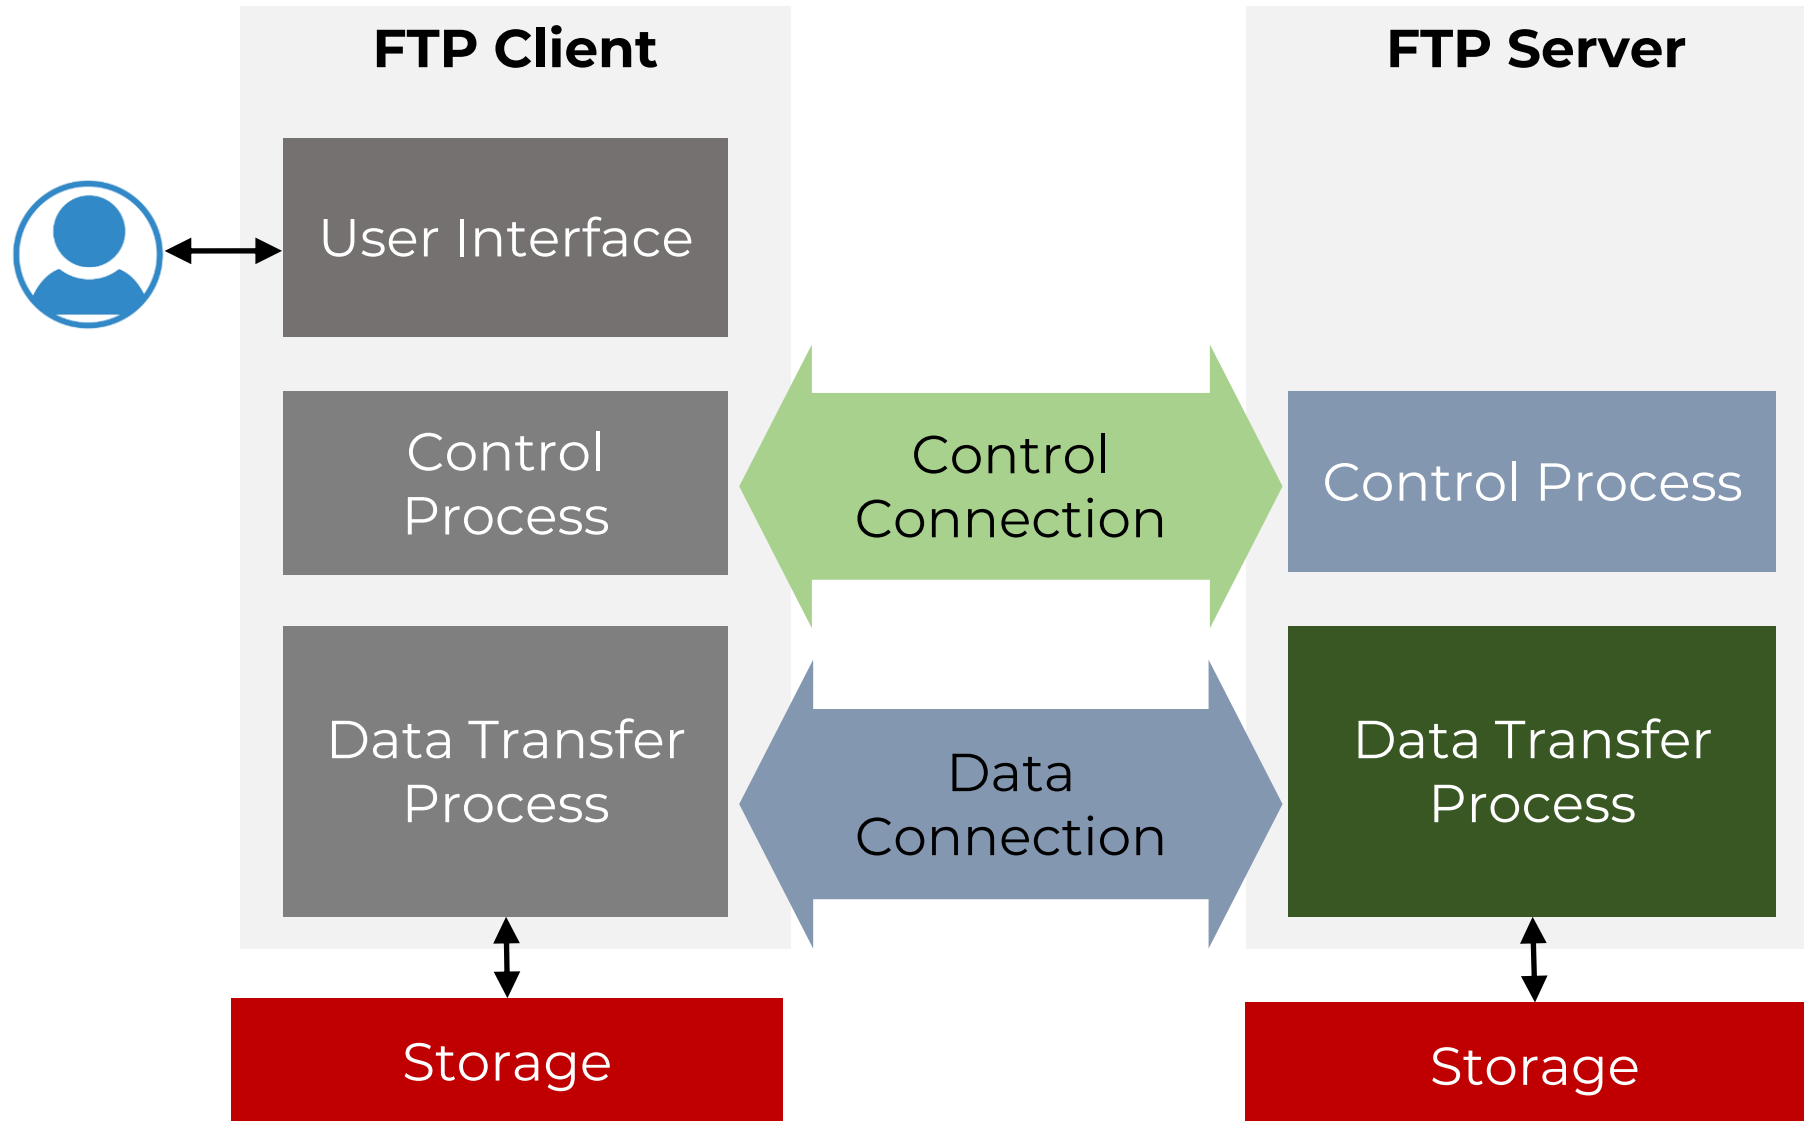 FTP Client
FTP Server
User Interface
Control
Process
Control
Connection
Control Process
Data Transfer
Process
Data
Connection
Data Transfer
Process
Storage
Storage